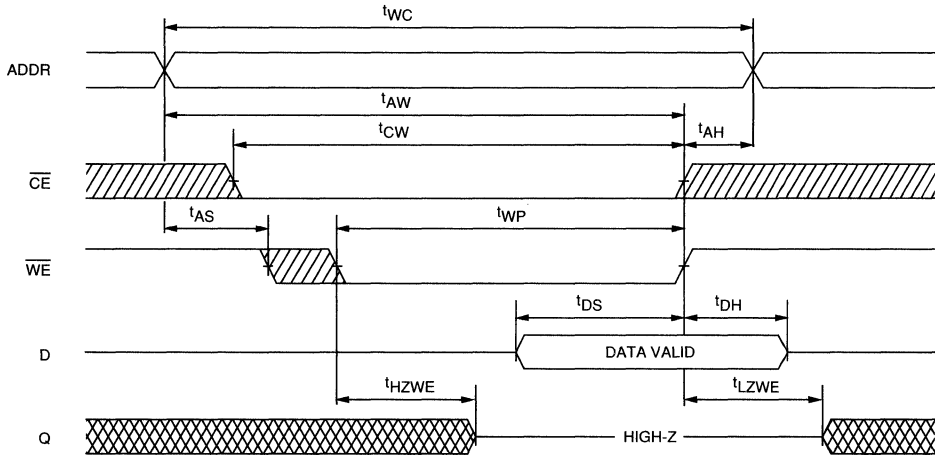 tWC
ADDR
tAW
tCW
tAH
CE
tAS
tWP
WE
tDS
tDH
D
DATA VALID
tHZWE
tLZWE
Q
HIGH-Z